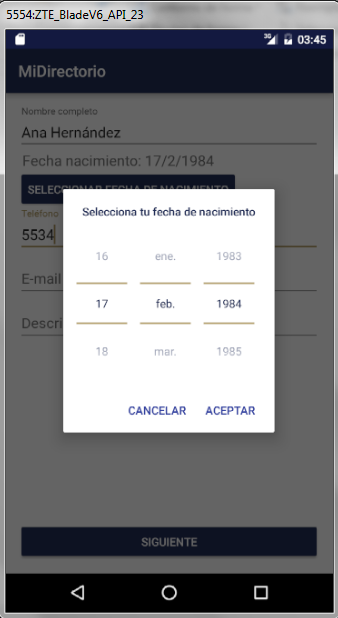 5554:ZTE_BladeV6_API_23
3G 03:45
MiDirectorio
Nombre completo
Ana Hernández
Fecha nacimiento: 17/2/1984
SELECCIONAR FECHA DE NACIMIENTO
Teléfono
5534
E-mail
Descri
Selecciona tu fecha de nacimiento
16 ene. 1983
17 feb. 1984
18 mar. 1985
CANCELAR ACEPTAR
SIGUIENTE